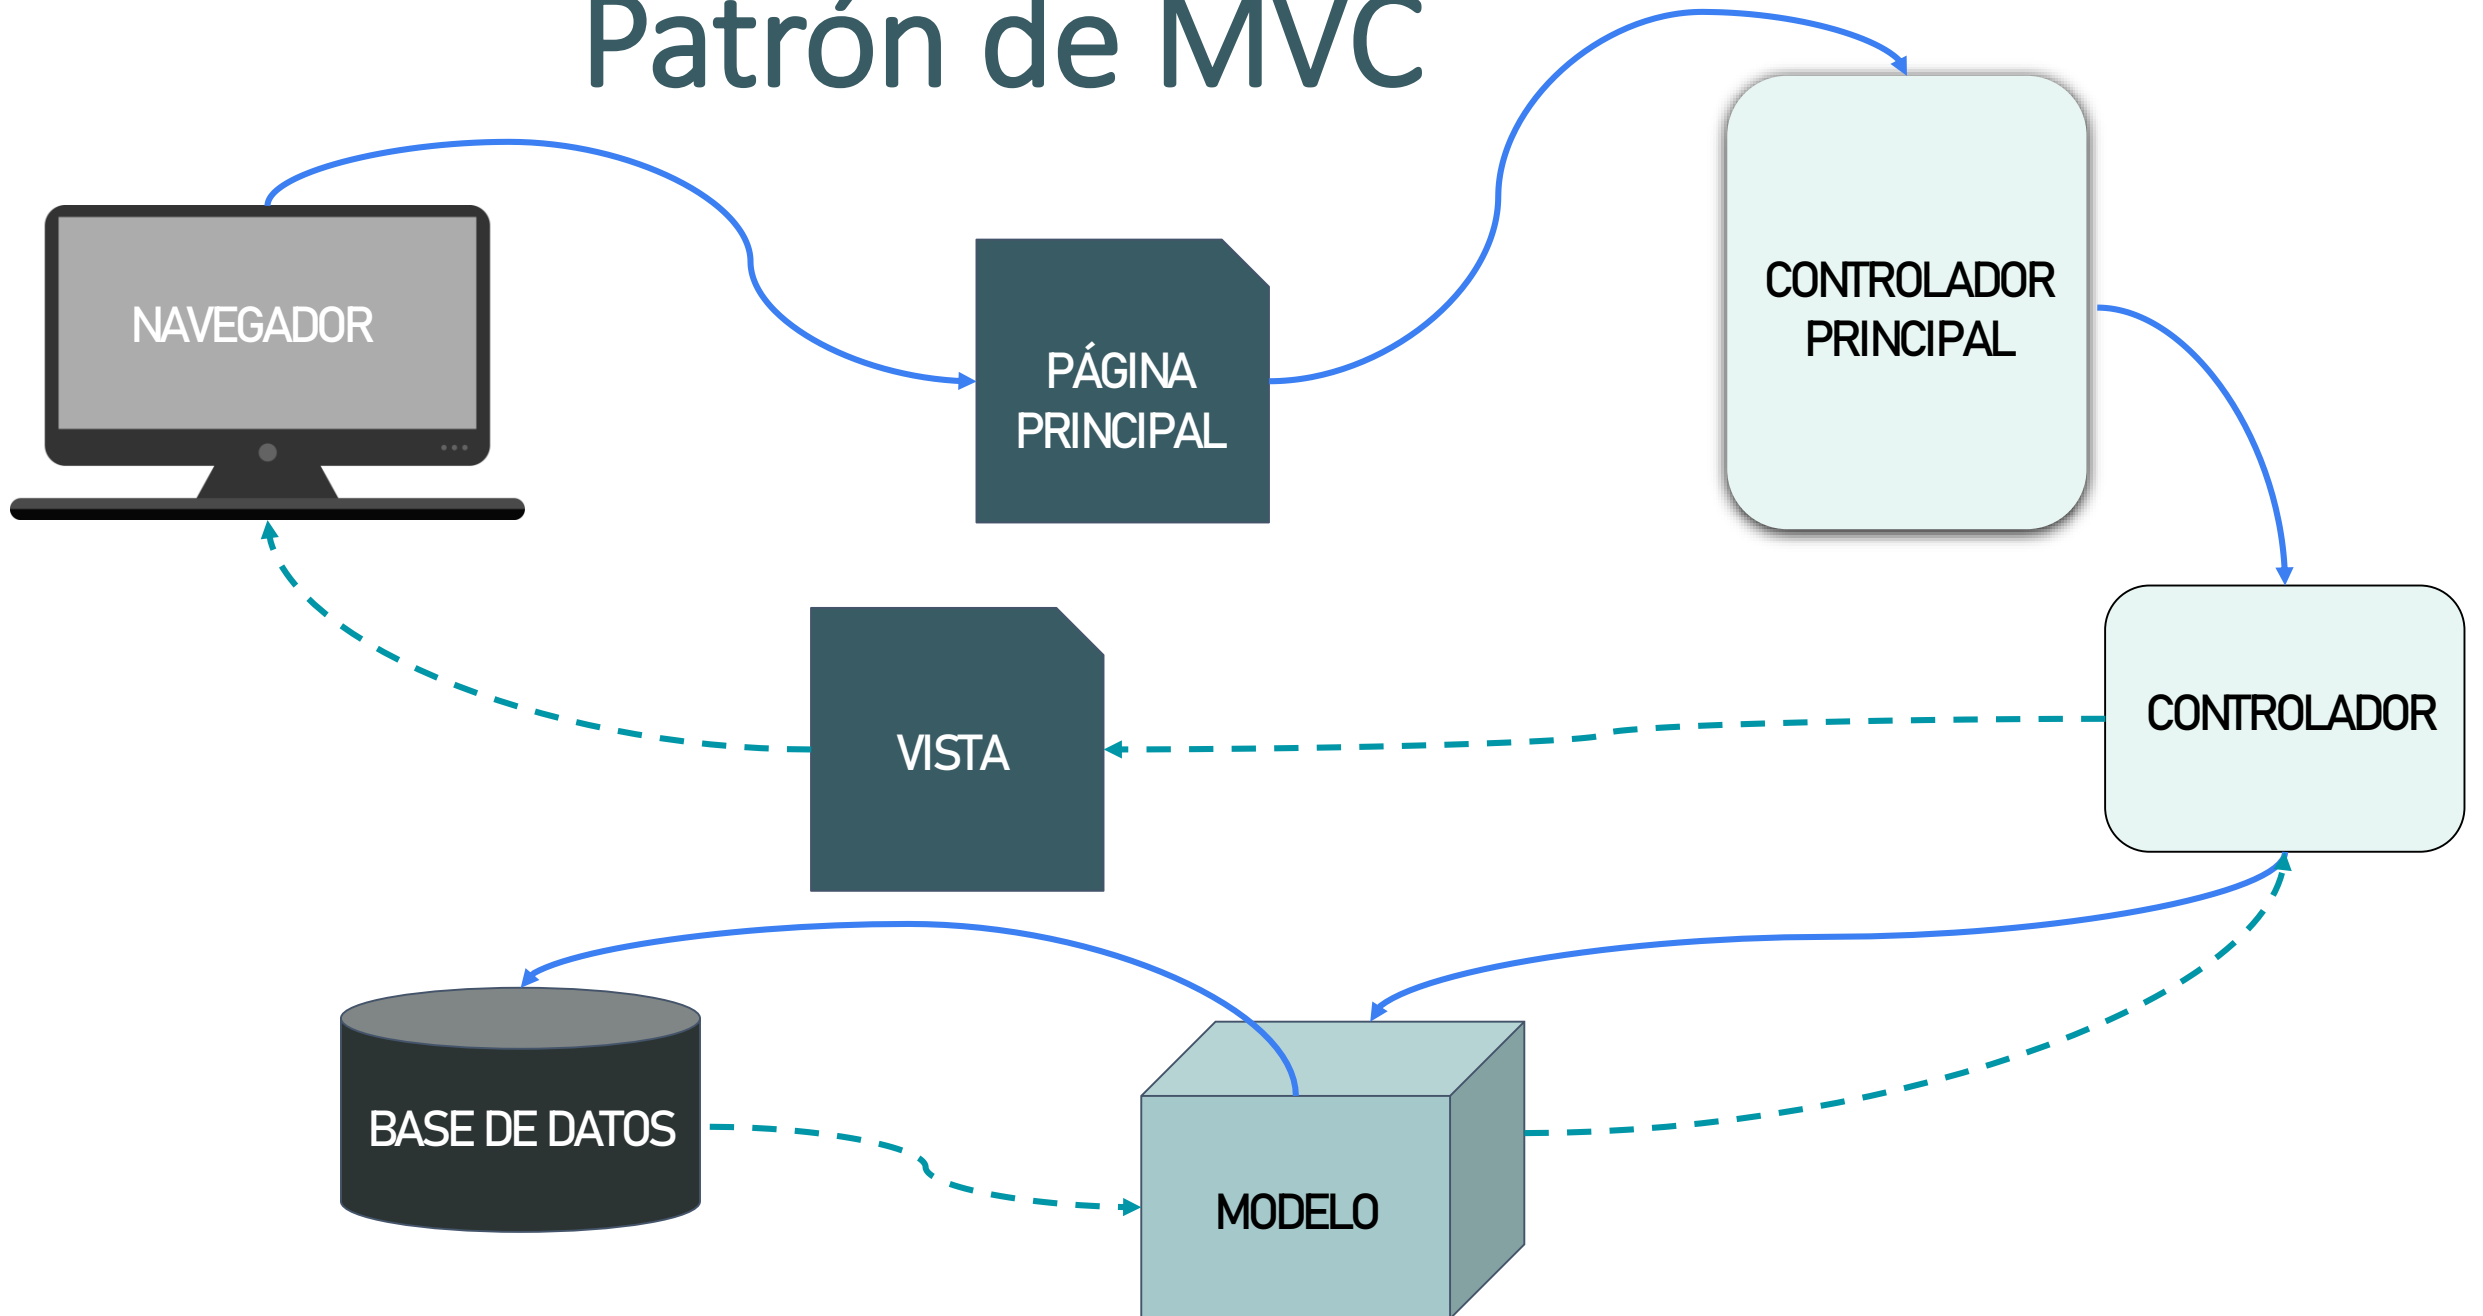 Patrón de MVC
NAVEGADOR
PÁGINA
PRINCIPAL
CONTROLADOR
PRINCIPAL
VISTA
CONTROLADOR
BASE DE DATOS
MODELO